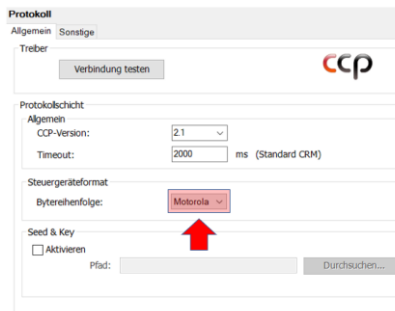 Protokoll
Allgemein Sonstige
Treiber
Verbindung testen
ccp
Protokollschicht
Allgemein
CCP-Version: 2.1
Timeout: 2000 ms (Standard CRM)
Steuergeräteformat
Bytereihenfolge: Motorola
Seed & Key
Aktivieren
Pfad: Durchsuchen...